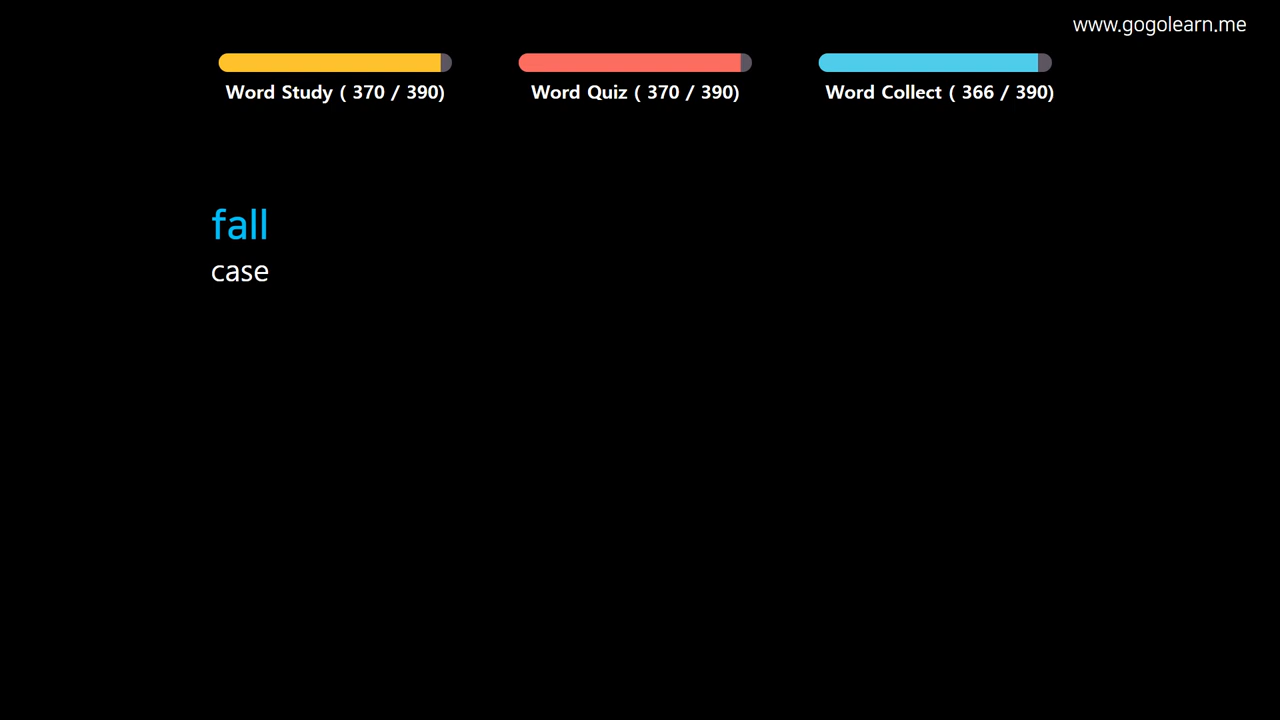 www.gogolearn.me
Word Study ( 370 / 390)
Word Quiz ( 370 / 390)
Word Collect ( 366 / 390)
fall
case